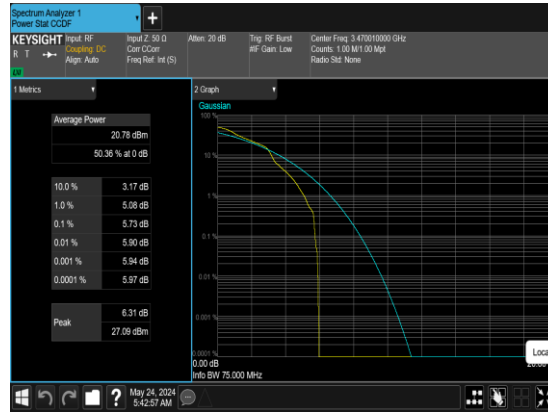 Spectrum Analyzer 1
Power Stat CCDF
+
KEYSIGHT
R T
LV
Input: RF
Coupling: DC
Align: Auto
Input Z: 50 Ω
Corr CCorr
Freq Ref: Int (S)
Atten: 20 dB
Trig: RF Burst
#IF Gain: Low
Center Freq: 3.470010000 GHz
Counts: 1.00 M/1.00 Mpt
Radio Std: None
1 Metrics
Average Power
20.78 dBm
50.36 % at 0 dB
10.0 % 3.17 dB
1.0 % 5.08 dB
0.1 % 5.73 dB
0.01 % 5.90 dB
0.001 % 5.94 dB
0.0001 % 5.97 dB
Peak
6.31 dB
27.09 dBm
2 Graph
Gaussian
100 %
10 %
1 %
0.1 %
0.01 %
0.001 %
0.0001 %
0.00 dB
Info BW 75.000 MHz
Loca
?
May 24, 2024
5:42:57 AM